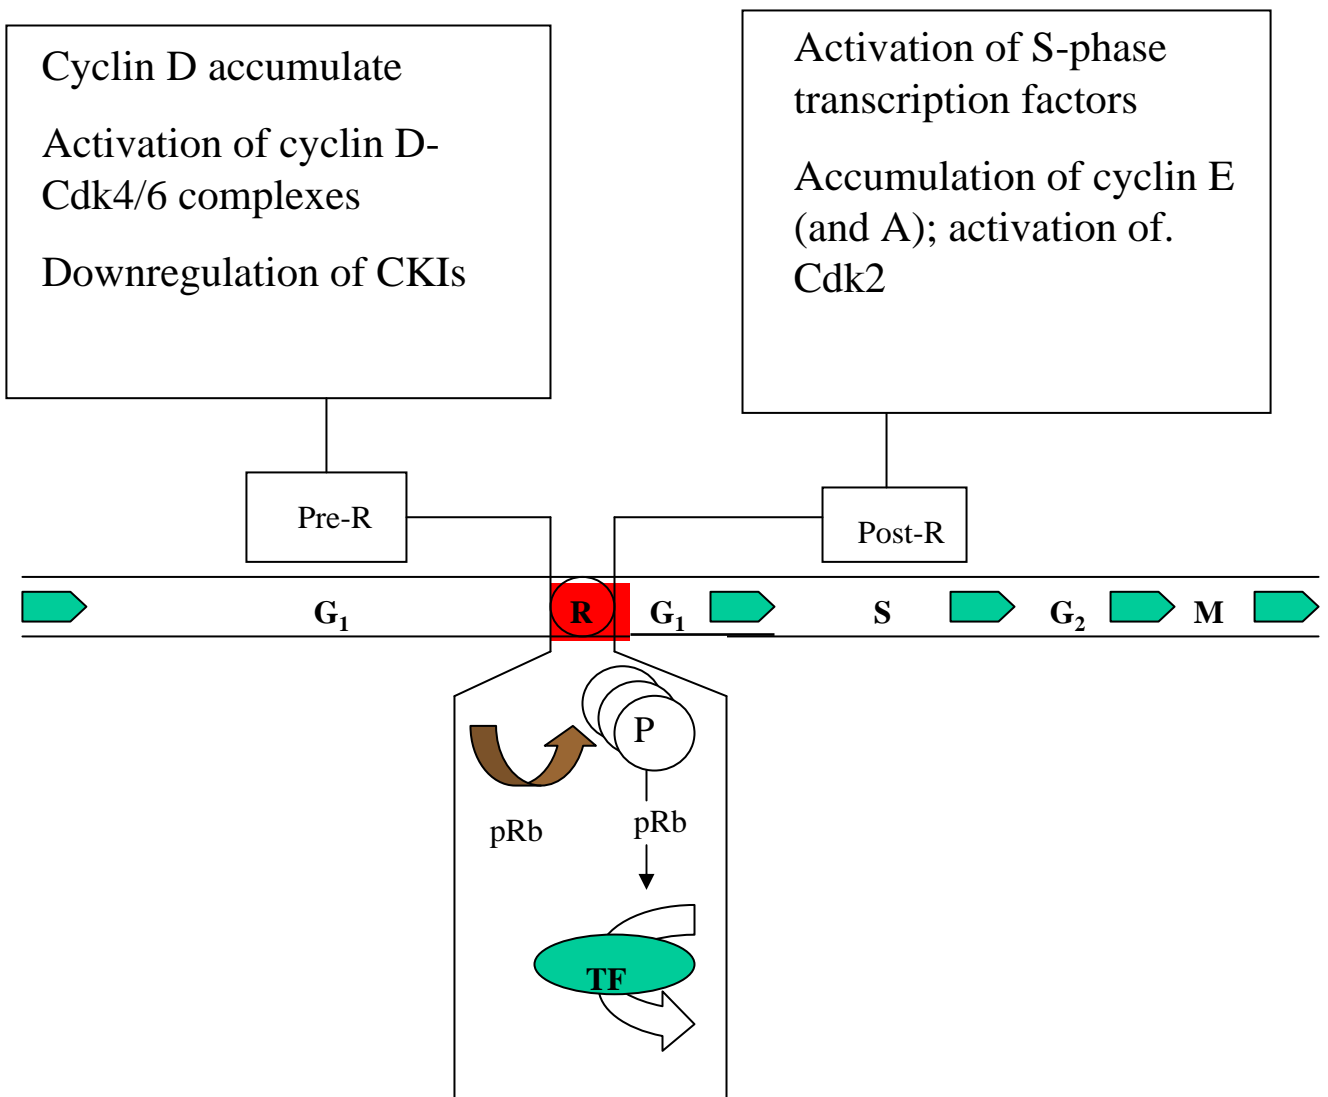 Cyclin D accumulate
Activation of cyclin D-
Cdk4/6 complexes
Downregulation of CKIs
Activation of S-phase
transcription factors
Accumulation of cyclin E
(and A); activation of.
Cdk2
Pre-R
Post-R
G₁ R G₁ S G₂ M
P
pRb
pRb
TF